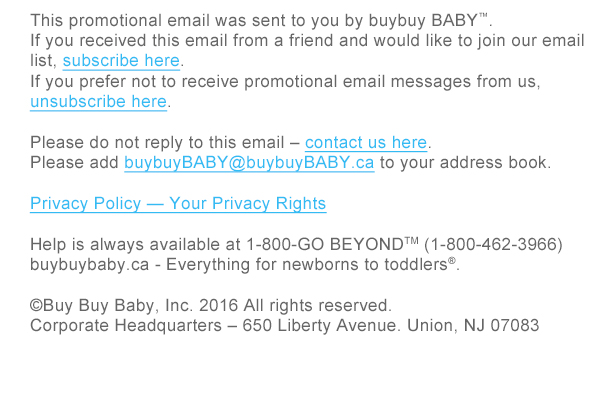 This promotional email was sent to you by buybuy BABY™.
If you received this email from a friend and would like to join our email
list, subscribe here.
If you prefer not to receive promotional email messages from us,
unsubscribe here.
Please do not reply to this email – contact us here.
Please add buybuyBABY@buybuyBABY.ca to your address book.
Privacy Policy — Your Privacy Rights
Help is always available at 1-800-GO BEYOND™ (1-800-462-3966)
buybuybaby.ca - Everything for newborns to toddlers®.
©Buy Buy Baby, Inc. 2016 All rights reserved.
Corporate Headquarters – 650 Liberty Avenue. Union, NJ 07083